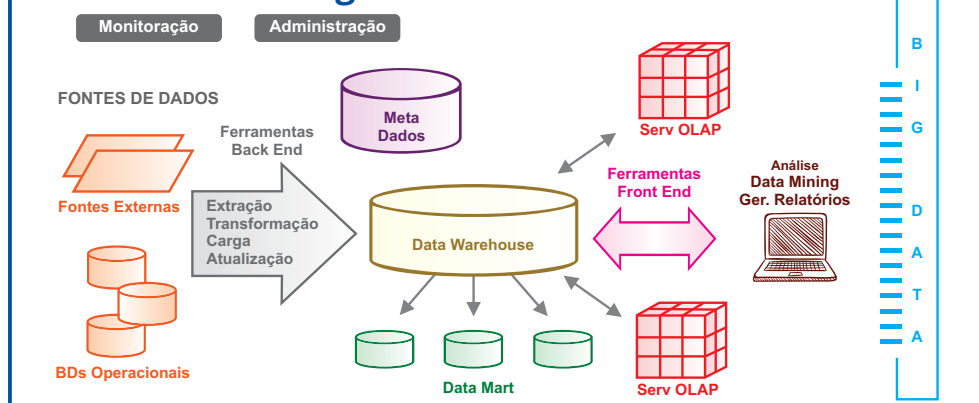 Monitoração
Administração
FONTES DE DADOS
Ferramentas
Back End
Meta
Dados
Serv OLAP
Fontes Externas
Extração
Transformação
Carga
Atualização
Data Warehouse
Ferramentas
Front End
Análise
Data Mining
Ger. Relatórios
BDs Operacionais
Data Mart
Serv OLAP
B
I
G
D
A
T
A